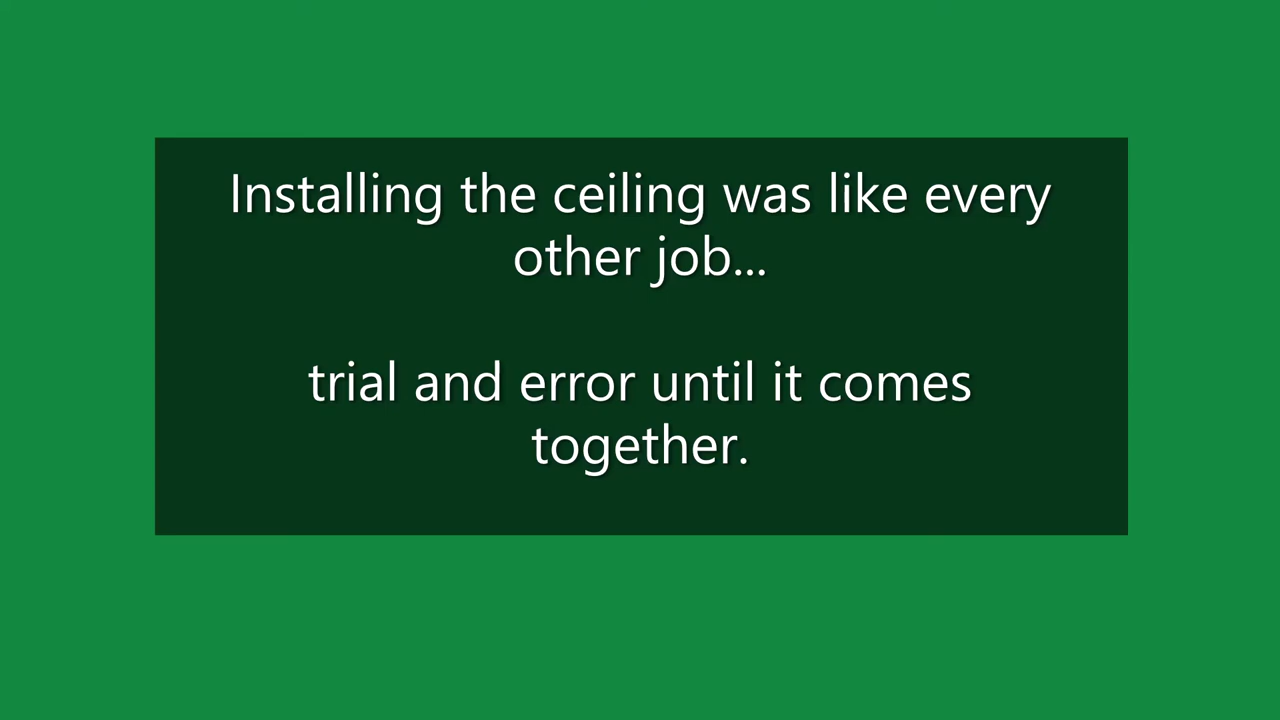 Installing the ceiling was like every
other job...
trial and error until it comes
together.